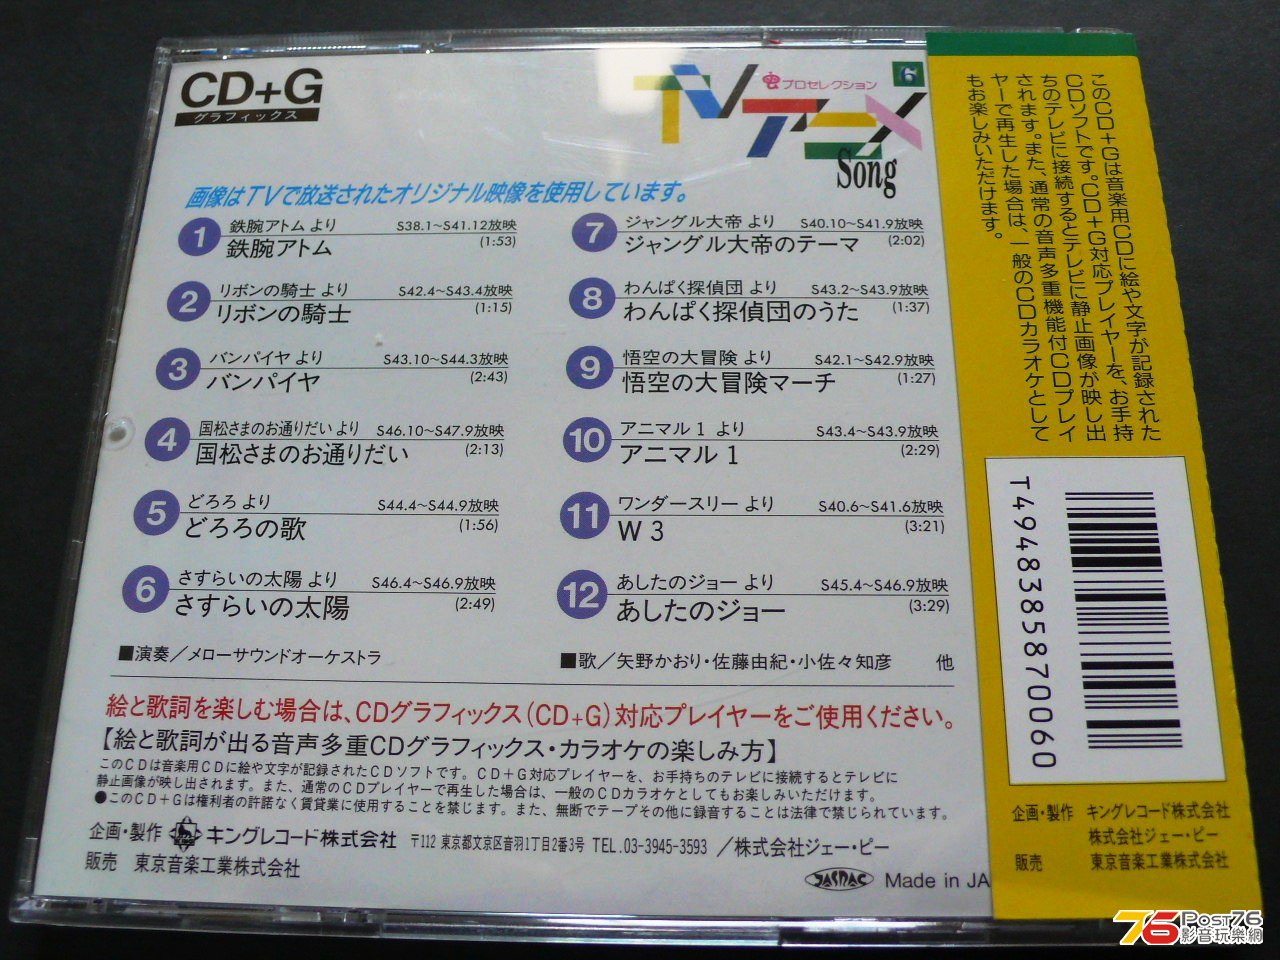 CD+G
グラフィックス
虫プロセレクション
TVアニメ
Song
画像はTVで放送されたオリジナル映像を使用しています。
1 鉄腕アトム より S38.1~S41.12放映
鉄腕アトム (1:53)
2 リボンの騎士 より S42.4~S43.4放映
リボンの騎士 (1:15)
3 バンパイヤ より S43.10~S44.3放映
バンパイヤ (2:43)
4 国松さまのお通りだい より S46.10~S47.9放映
国松さまのお通りだい (2:13)
5 どろろ より S44.4~S44.9放映
どろろの歌 (1:56)
6 さすらいの太陽 より S46.4~S46.9放映
さすらいの太陽 (2:49)
■演奏/メローサウンドオーケストラ
7 ジャングル大帝 より S40.10~S41.9放映
ジャングル大帝のテーマ (2:02)
8 わんぱく探偵団 より S43.2~S43.9放映
わんぱく探偵団のうた (1:37)
9 悟空の大冒険 より S42.1~S42.9放映
悟空の大冒険マーチ (1:27)
10 アニマル1 より S43.4~S43.9放映
アニマル1 (2:29)
11 ワンダースリー より S40.6~S41.6放映
W3 (3:21)
12 あしたのジョー より S45.4~S46.9放映
あしたのジョー (3:29)
■歌/矢野かおり・佐藤由紀・小佐々知彦 他
絵と歌詞を楽しむ場合は、CDグラフィックス(CD+G)対応プレイヤーをご使用ください。
【絵と歌詞が出る音声多重CDグラフィックス・カラオケの楽しみ方】
このCDは音楽用CDに絵や文字が記録されたCDソフトです。CD+G対応プレイヤーを、お手持ちのテレビに接続するとテレビに
静止画像が映し出されます。また、通常のCDプレイヤーで再生した場合は、一般のCDカラオケとしてもお楽しみいただけます。
●このCD+Gは権利者の許諾なく賃貸業に使用することを禁じます。また、無断でテープその他に録音することは法律で禁じられています。
企画・製作 キングレコード株式会社 〒112 東京都文京区音羽1丁目2番3号 TEL.03-3945-3593 /株式会社ジェー・ピー
販売 東京音楽工業株式会社
JASRAC Made in JA
このCD+Gは音楽用CDに絵や文字が記録された
CDソフトです。CD+G対応プレイヤーを、お手持
ちのテレビに接続するとテレビに静止画像が映し出
されます。また、通常の音声多重機能付CDプレイ
ヤーで再生した場合は、一般のCDカラオケとして
もお楽しみいただけます。
T4948385870060
企画・製作 キングレコード株式会社
株式会社ジェー・ピー
販売 東京音楽工業株式会社
76 Post76
影音玩樂網